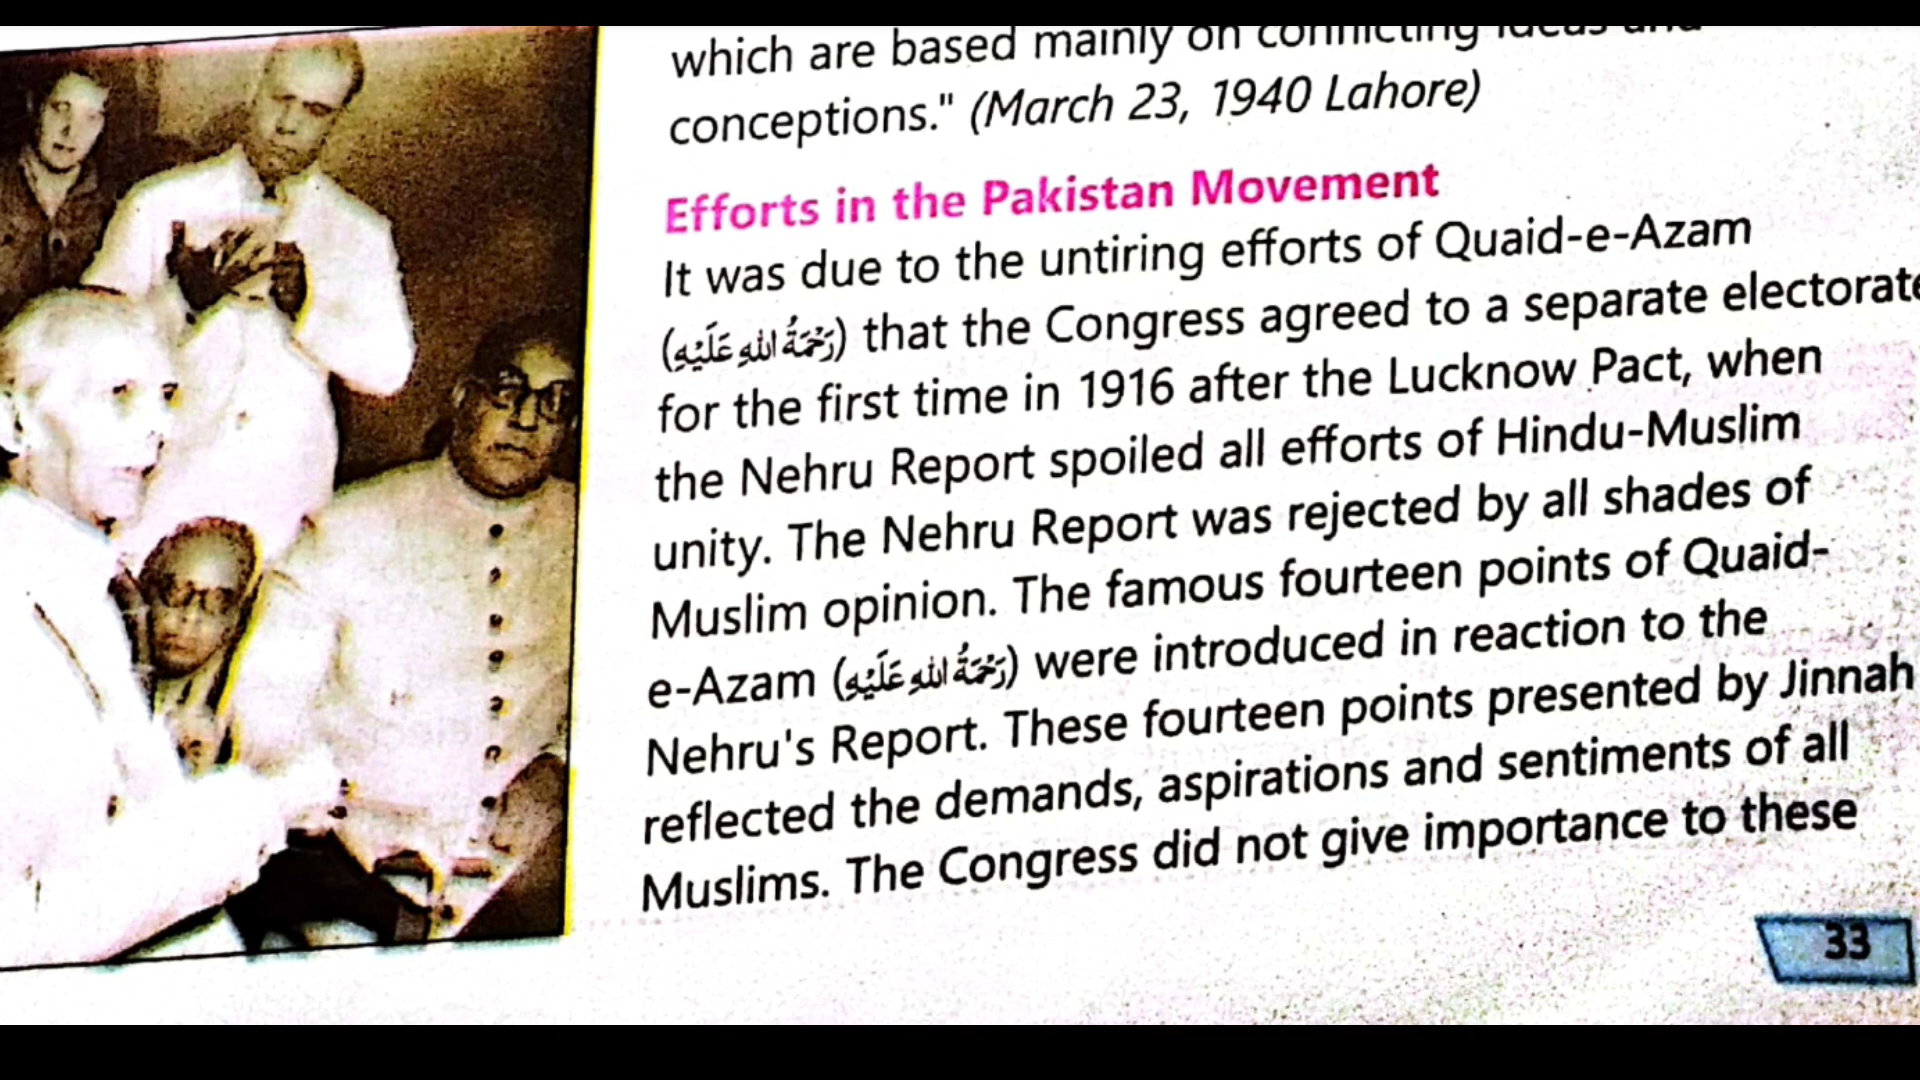 which are based mainly on conflicting ideas and
conceptions." (March 23, 1940 Lahore)
Efforts in the Pakistan Movement
It was due to the untiring efforts of Quaid-e-Azam
(رَحْمَةُ اللهِ عَلَيْهِ) that the Congress agreed to a separate electorate
for the first time in 1916 after the Lucknow Pact, when
the Nehru Report spoiled all efforts of Hindu-Muslim
unity. The Nehru Report was rejected by all shades of
Muslim opinion. The famous fourteen points of Quaid-
e-Azam (رَحْمَةُ اللهِ عَلَيْهِ) were introduced in reaction to the
Nehru's Report. These fourteen points presented by Jinnah
reflected the demands, aspirations and sentiments of all
Muslims. The Congress did not give importance to these
33